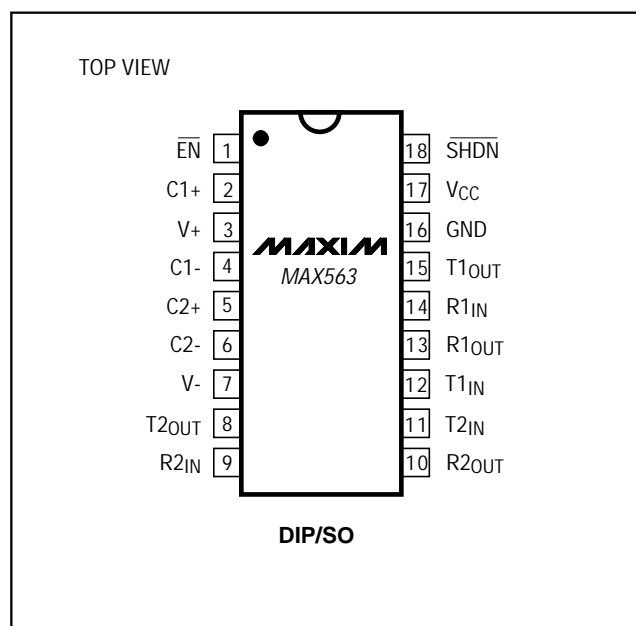 TOP VIEW
E̅N̅ 1
C1+ 2
V+ 3
C1- 4
C2+ 5
C2- 6
V- 7
T2OUT 8
R2IN 9
MAXIM
MAX563
18 S̅H̅D̅N̅
17 VCC
16 GND
15 T1OUT
14 R1IN
13 R1OUT
12 T1IN
11 T2IN
10 R2OUT
DIP/SO